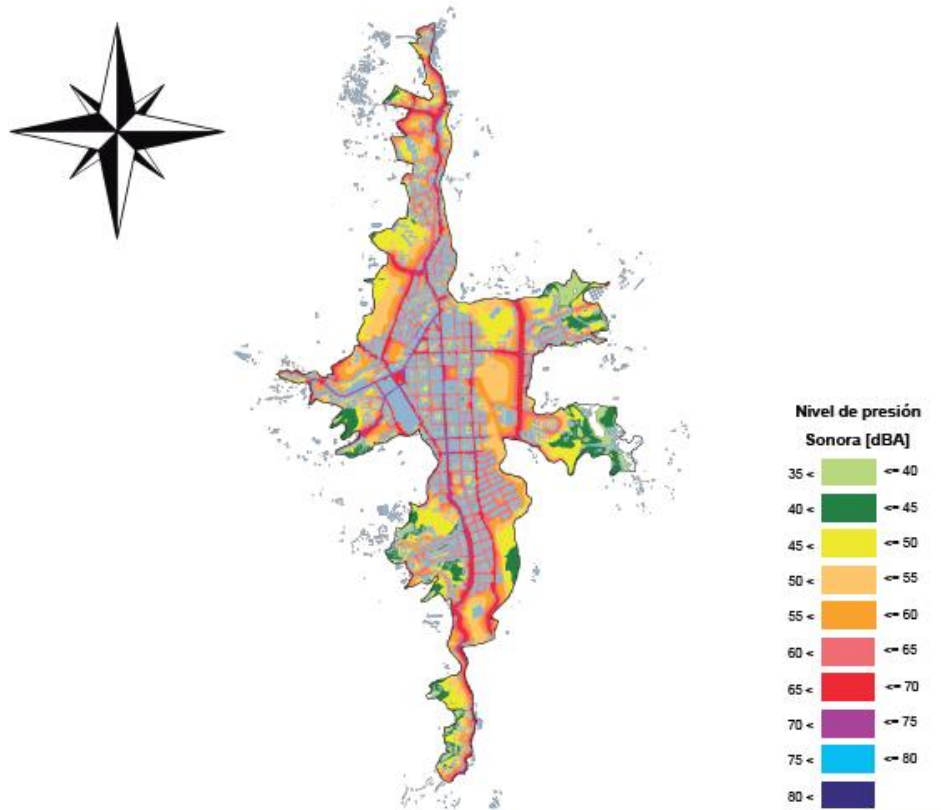 Nivel de presión
Sonora [dBA]
35 < <= 40
40 < <= 45
45 < <= 50
50 < <= 55
55 < <= 60
60 < <= 65
65 < <= 70
70 < <= 75
75 < <= 80
80 <